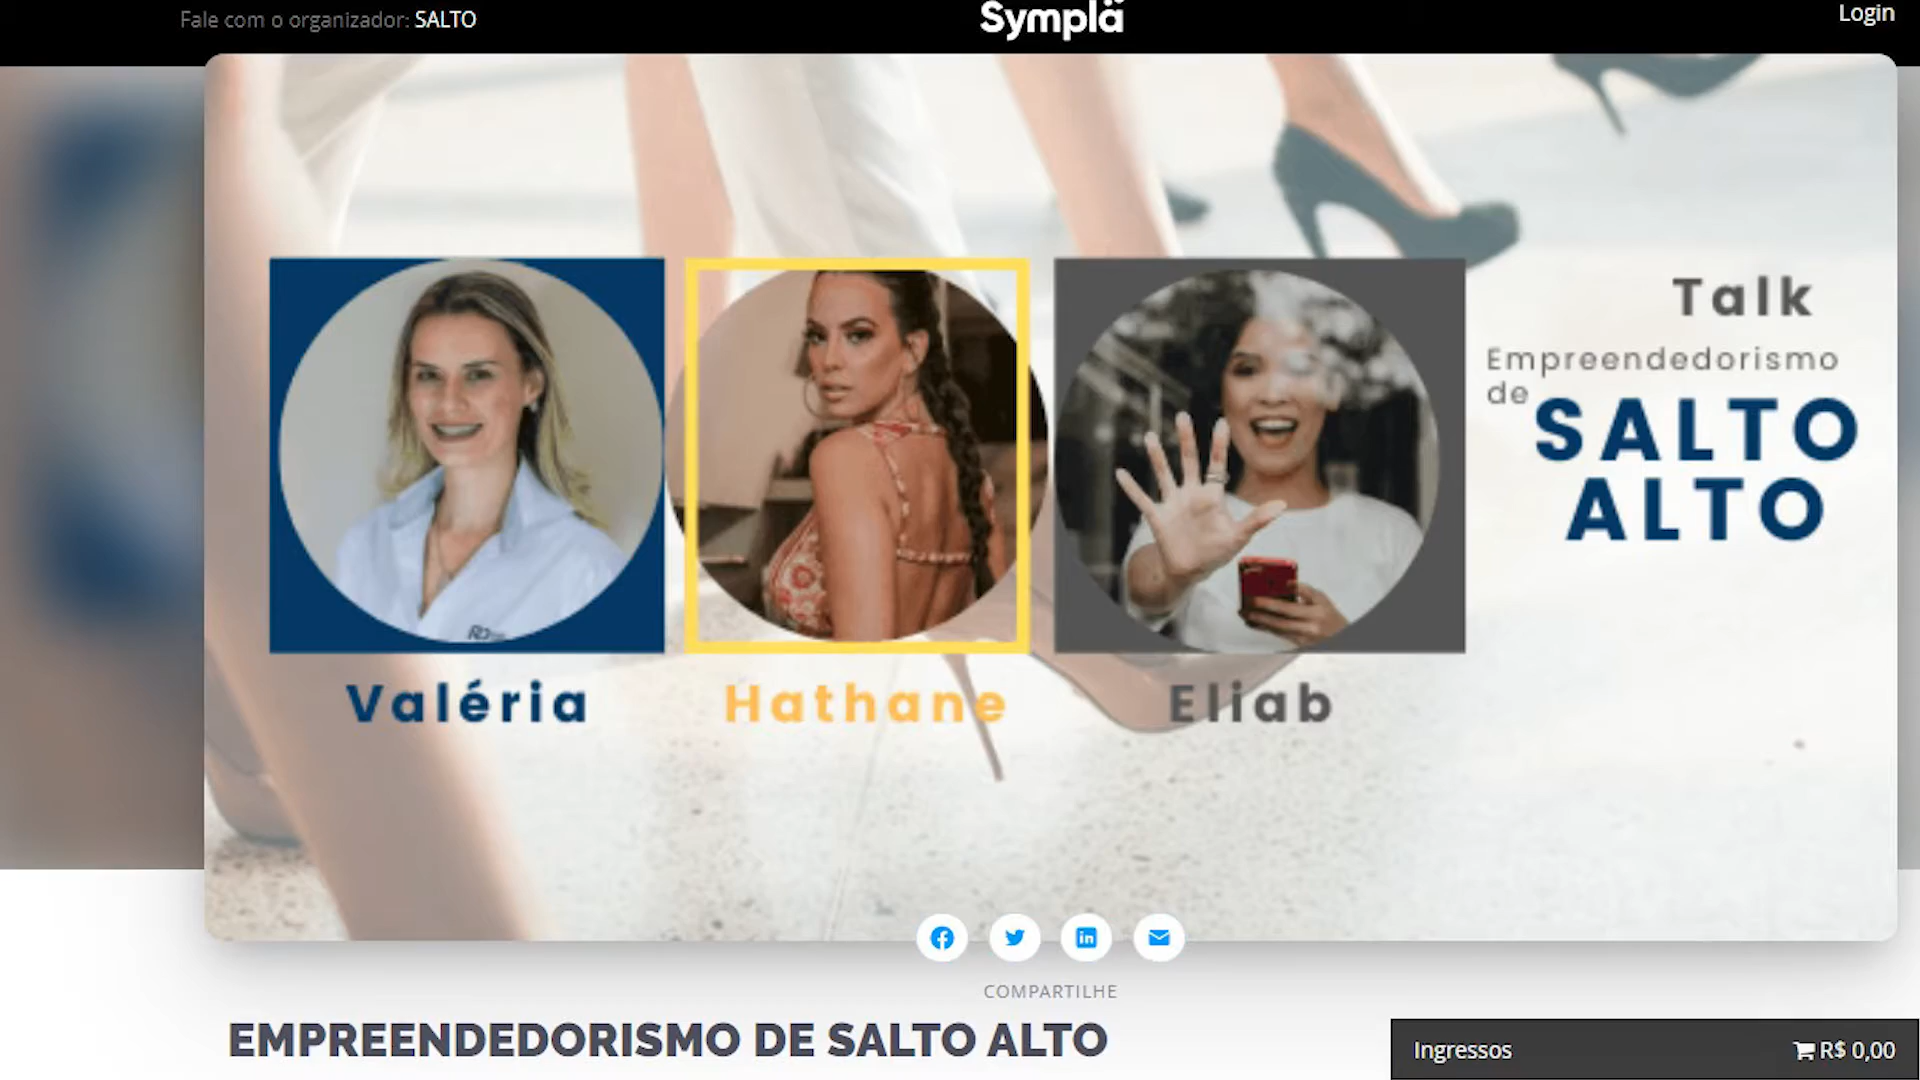 Fale com o organizador: SALTO
Symplä
Login
Talk
Empreendedorismo
de
SALTO
ALTO
Valéria
Hathane
Eliab
COMPARTILHE
EMPREENDEDORISMO DE SALTO ALTO
Ingressos
R$ 0,00